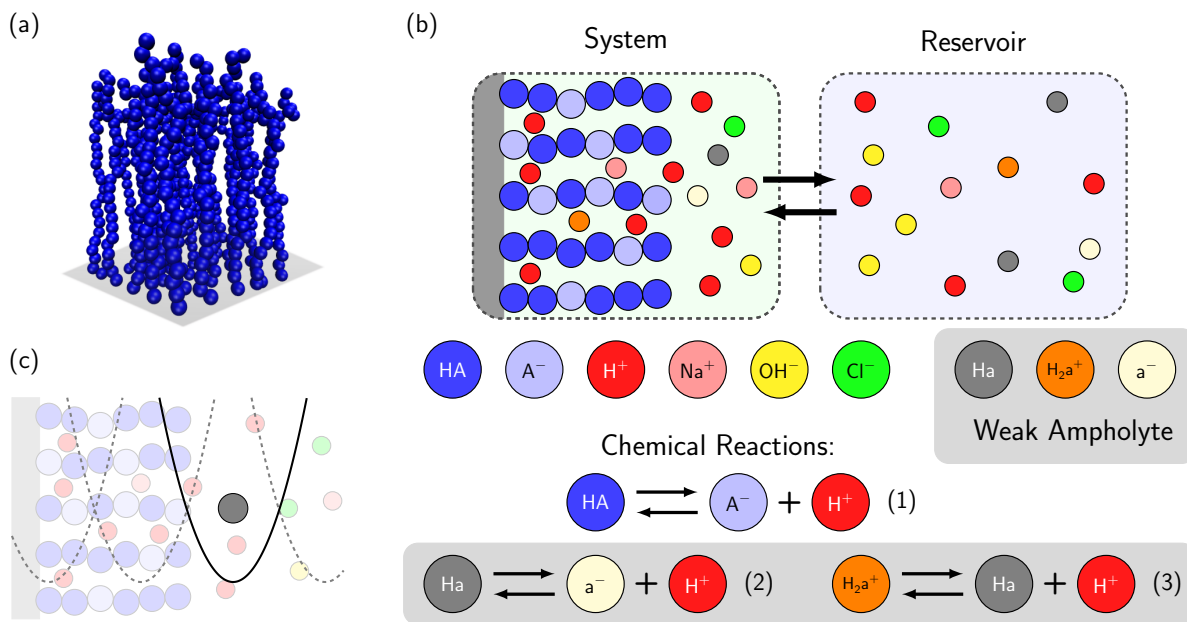 (a)
(b)
System
Reservoir
HA
A⁻
H⁺
Na⁺
OH⁻
Cl⁻
Ha
H₂a⁺
a⁻
Weak Ampholyte
(c)
Chemical Reactions:
HA A⁻ + H⁺ (1)
Ha a⁻ + H⁺ (2)
H₂a⁺ Ha + H⁺ (3)